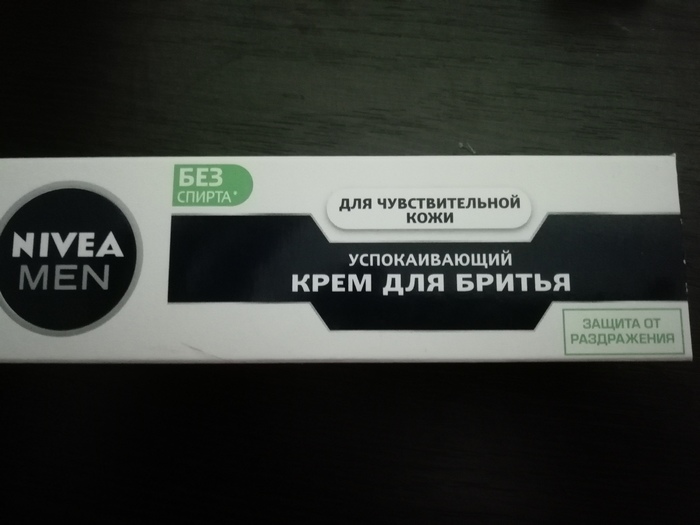 NIVEA
MEN
БЕЗ
СПИРТА*
ДЛЯ ЧУВСТВИТЕЛЬНОЙ
КОЖИ
УСПОКАИВАЮЩИЙ
КРЕМ ДЛЯ БРИТЬЯ
ЗАЩИТА ОТ
РАЗДРАЖЕНИЯ